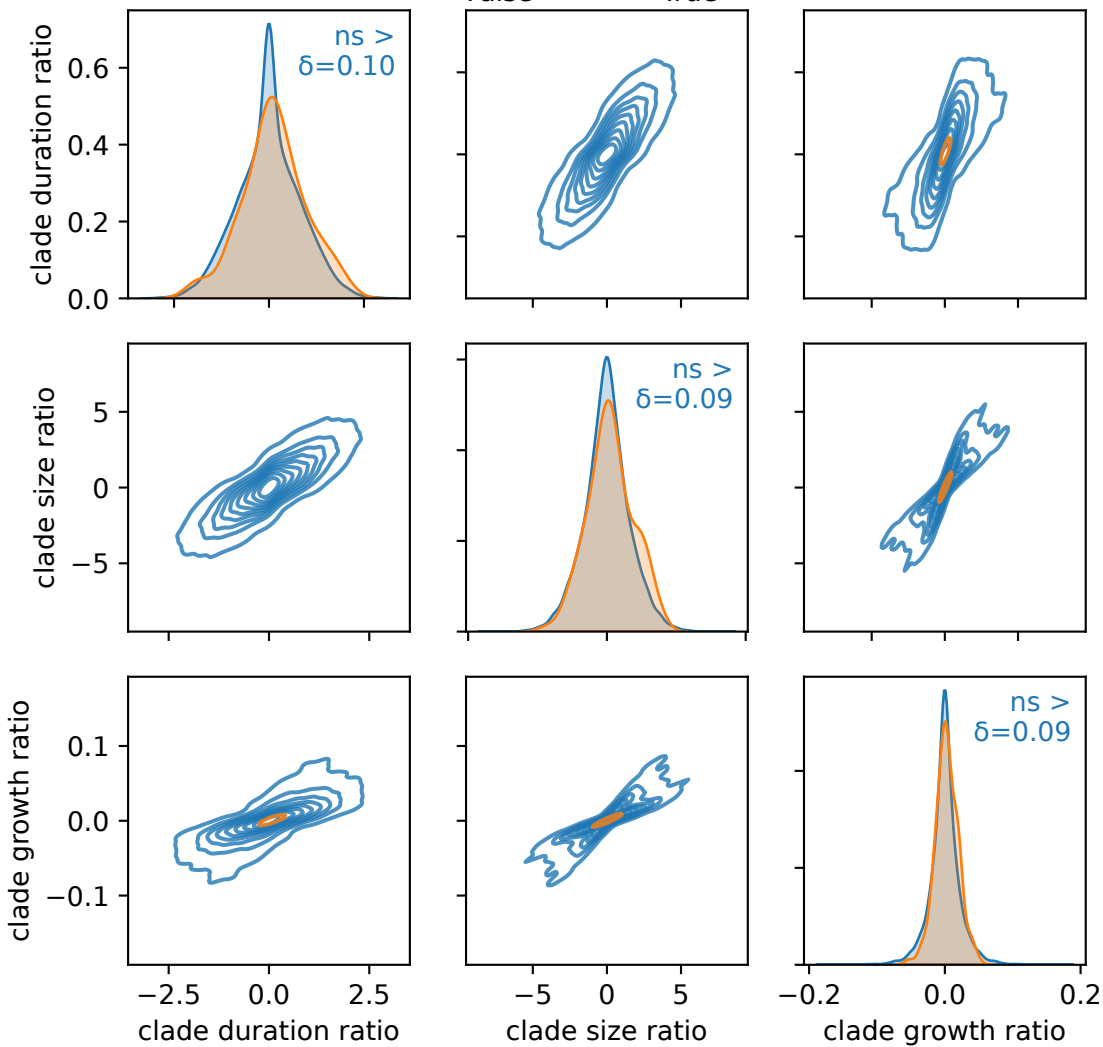 clade duration ratio
0.6
0.4
0.2
0.0
ns >
δ=0.10
−5
0
5
clade size ratio
5
0
−5
ns >
δ=0.09
clade growth ratio
0.1
0.0
−0.1
ns >
δ=0.09
−2.5
0.0
2.5
−5
0
5
−0.2
0.0
0.2
clade duration ratio
clade size ratio
clade growth ratio